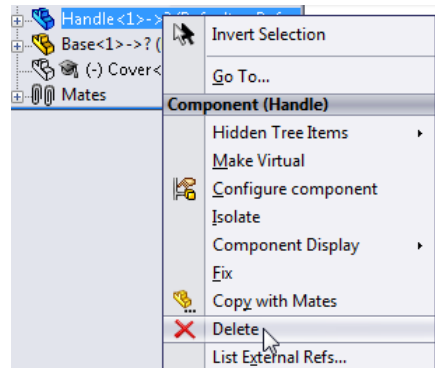 Handle<1>->
Base<1>->? (
(-) Cover<
Mates
Invert Selection
Go To...
Component (Handle)
Hidden Tree Items
Make Virtual
Configure component
Isolate
Component Display
Fix
Copy with Mates
Delete
List External Refs...